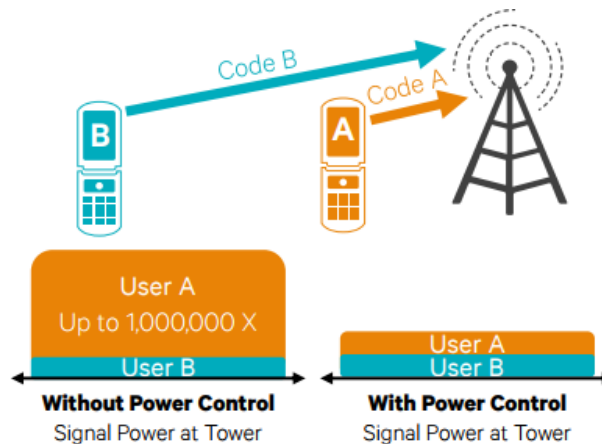 Code B
Code A
B
A
User A
Up to 1,000,000 X
User B
Without Power Control
Signal Power at Tower
User A
User B
With Power Control
Signal Power at Tower